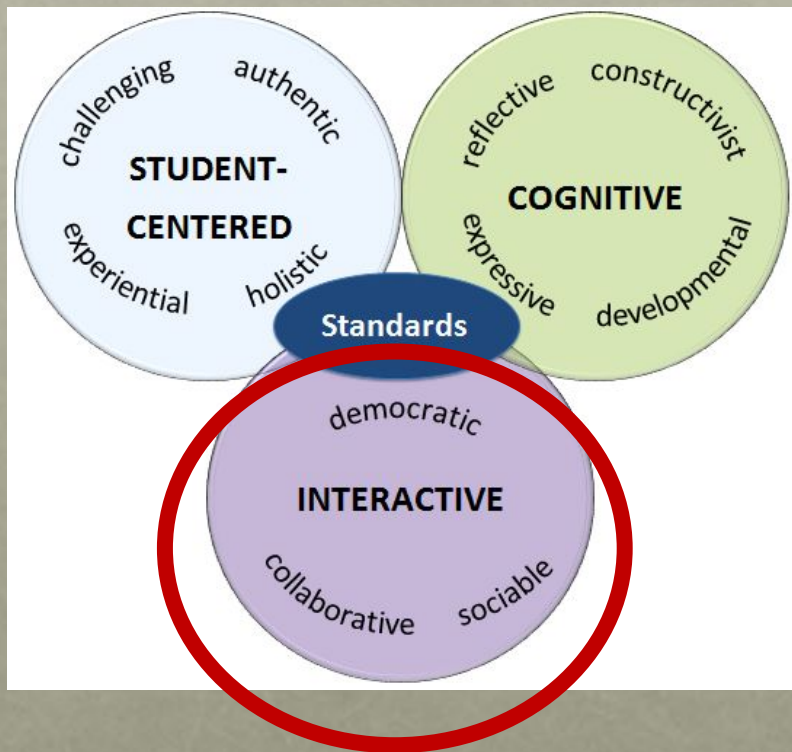 challenging
authentic
STUDENT-
CENTERED
experiential
holistic
reflective
constructivist
COGNITIVE
expressive
developmental
Standards
democratic
INTERACTIVE
collaborative
sociable